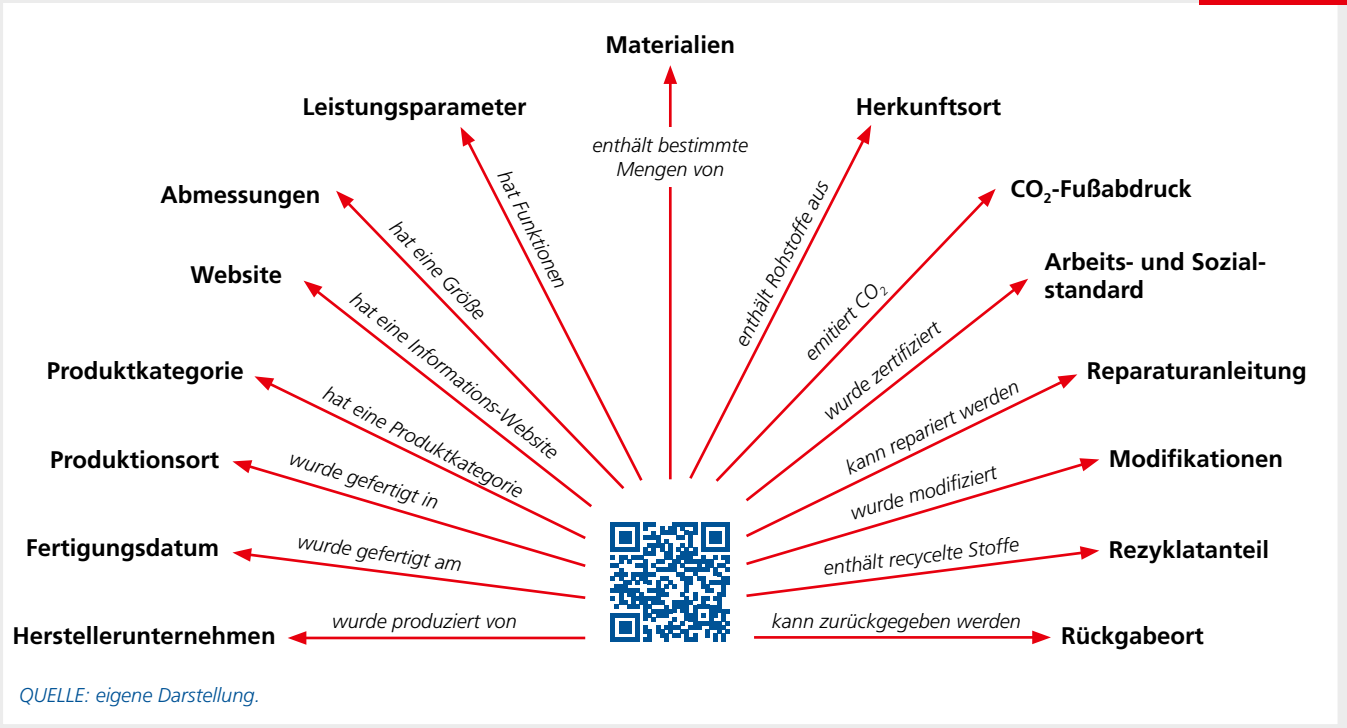 Materialien
enthält bestimmte
Mengen von
Leistungsparameter
hat Funktionen
Herkunftsort
enthält Rohstoffe aus
Abmessungen
hat eine Größe
CO₂-Fußabdruck
emitiert CO₂
Website
hat eine Informations-Website
Arbeits- und Sozial-
standard
wurde zertifiziert
Produktkategorie
hat eine Produktkategorie
Reparaturanleitung
kann repariert werden
Produktionsort
wurde gefertigt in
Modifikationen
wurde modifiziert
Fertigungsdatum
wurde gefertigt am
Rezyklatanteil
enthält recycelte Stoffe
Herstellerunternehmen
wurde produziert von
kann zurückgegeben werden
Rückgabeort
QUELLE: eigene Darstellung.